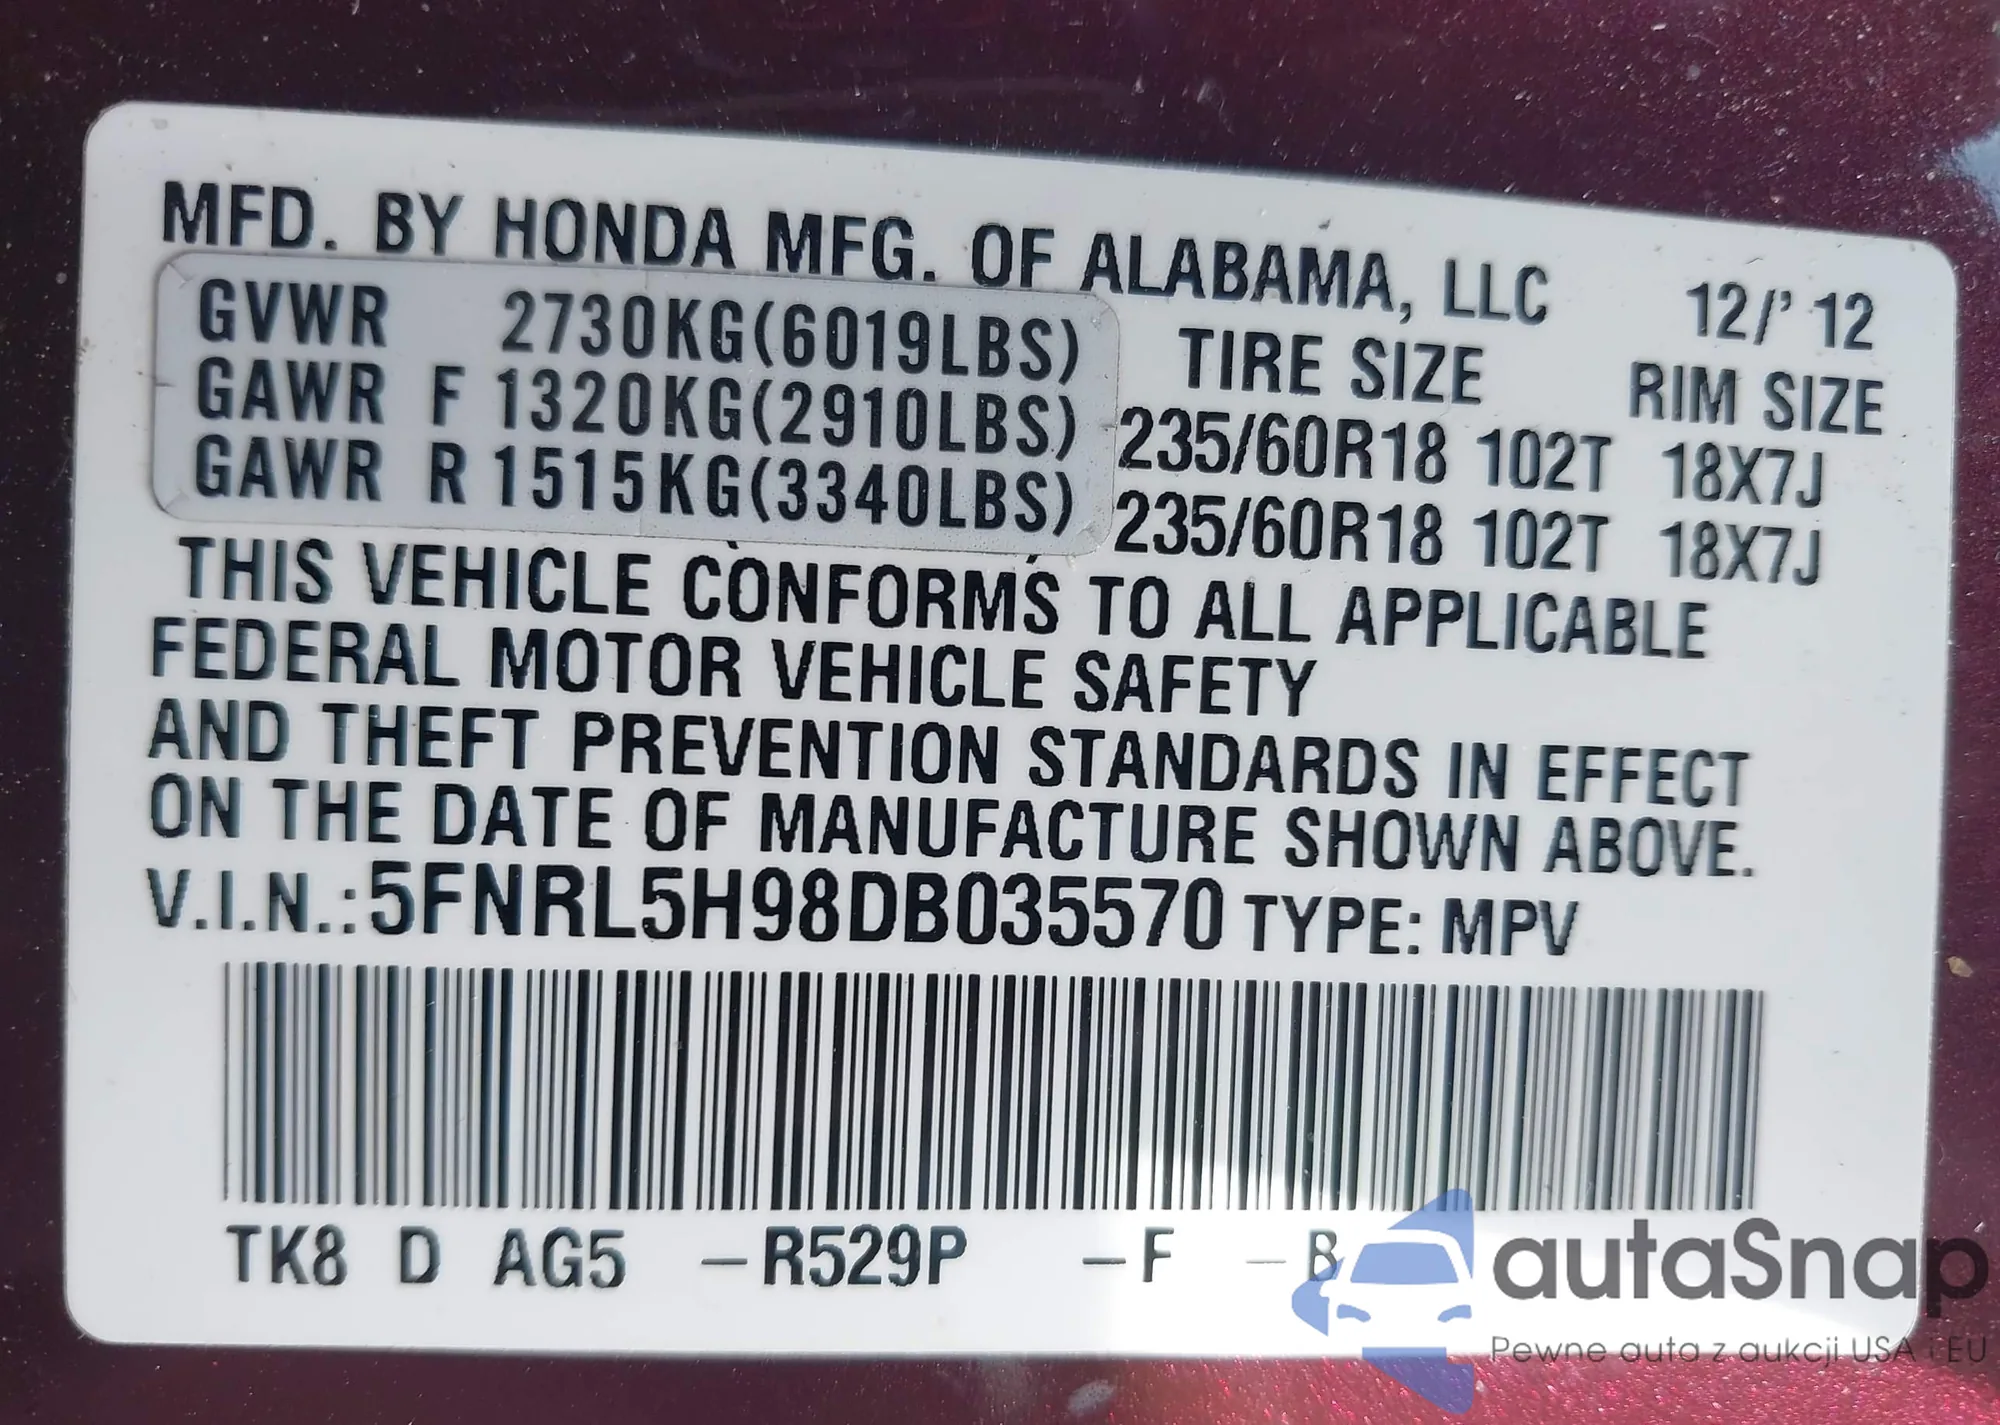 MFD. BY HONDA MFG. OF ALABAMA, LLC 12/' 12
GVWR 2730KG(6019LBS) TIRE SIZE RIM SIZE
GAWR F 1320KG(2910LBS) 235/60R18 102T 18X7J
GAWR R 1515KG(3340LBS) 235/60R18 102T 18X7J
THIS VEHICLE CONFORMS TO ALL APPLICABLE
FEDERAL MOTOR VEHICLE SAFETY
AND THEFT PREVENTION STANDARDS IN EFFECT
ON THE DATE OF MANUFACTURE SHOWN ABOVE.
V.I.N.:5FNRL5H98DB035570 TYPE: MPV
TK8 D AG5 –R529P –F –B
autaSnap
Pewne auta z aukcji USA i EU